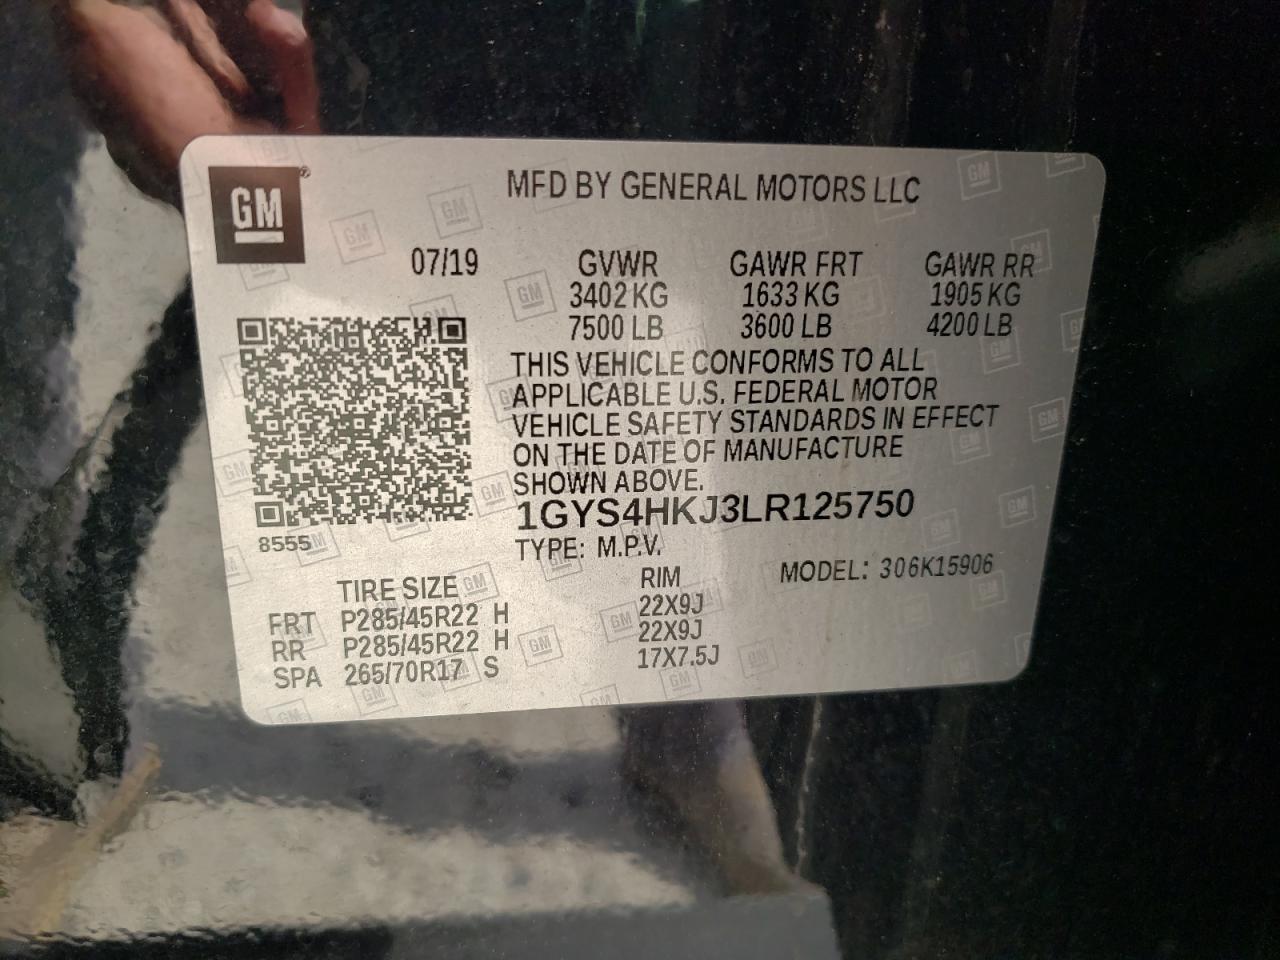 GM®
MFD BY GENERAL MOTORS LLC
07/19 GVWR GAWR FRT GAWR RR
3402 KG 1633 KG 1905 KG
7500 LB 3600 LB 4200 LB
THIS VEHICLE CONFORMS TO ALL
APPLICABLE U.S. FEDERAL MOTOR
VEHICLE SAFETY STANDARDS IN EFFECT
ON THE DATE OF MANUFACTURE
SHOWN ABOVE.
1GYS4HKJ3LR125750
8555
TYPE: M.P.V. MODEL: 306K15906
TIRE SIZE RIM
FRT P285/45R22 H 22X9J
RR P285/45R22 H 22X9J
SPA 265/70R17 S 17X7.5J